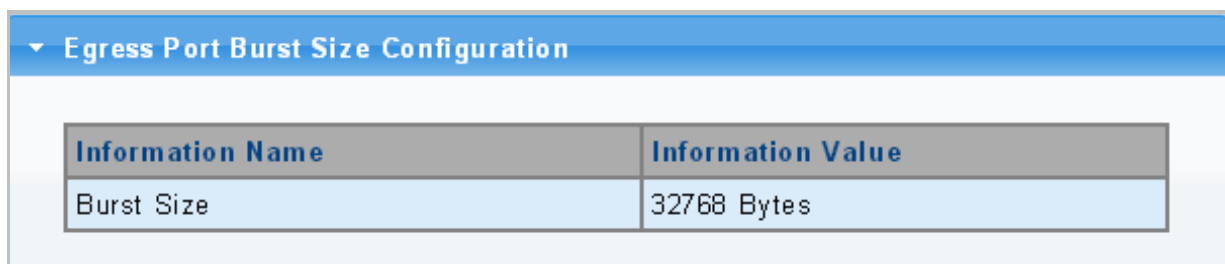 Egress Port Burst Size Configuration
Information Name Information Value
Burst Size 32768 Bytes